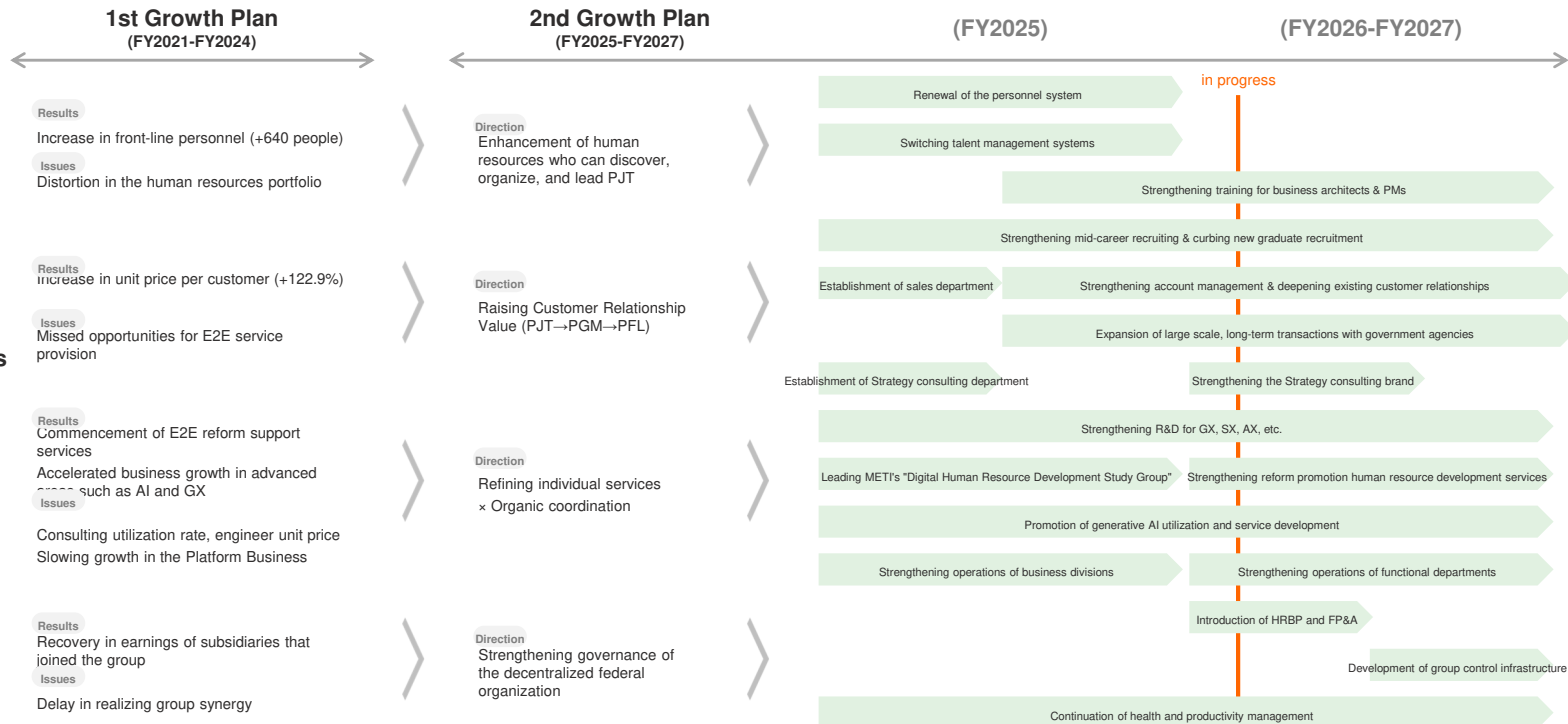 1st Growth Plan
(FY2021-FY2024)
2nd Growth Plan
(FY2025-FY2027)
(FY2025)
(FY2026-FY2027)
in progress
Results
Increase in front-line personnel (+640 people)
Issues
Distortion in the human resources portfolio
Direction
Enhancement of human
resources who can discover,
organize, and lead PJT
Renewal of the personnel system
Switching talent management systems
Strengthening training for business architects & PMs
Strengthening mid-career recruiting & curbing new graduate recruitment
Results
Increase in unit price per customer (+122.9%)
Issues
Missed opportunities for E2E service
provision
s
Direction
Raising Customer Relationship
Value (PJT→PGM→PFL)
Establishment of sales department
Strengthening account management & deepening existing customer relationships
Expansion of large scale, long-term transactions with government agencies
Establishment of Strategy consulting department
Strengthening the Strategy consulting brand
Results
Commencement of E2E reform support
services
Accelerated business growth in advanced
areas such as AI and GX
Issues
Consulting utilization rate, engineer unit price
Slowing growth in the Platform Business
Direction
Refining individual services
× Organic coordination
Strengthening R&D for GX, SX, AX, etc.
Leading METI's "Digital Human Resource Development Study Group"
Strengthening reform promotion human resource development services
Promotion of generative AI utilization and service development
Strengthening operations of business divisions
Strengthening operations of functional departments
Results
Recovery in earnings of subsidiaries that
joined the group
Issues
Delay in realizing group synergy
Direction
Strengthening governance of
the decentralized federal
organization
Introduction of HRBP and FP&A
Development of group control infrastructure
Continuation of health and productivity management